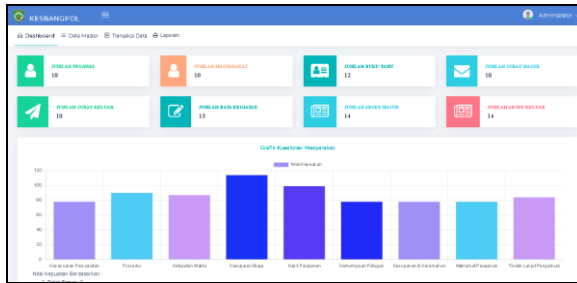 KESBANGPOL
Administrator
Dashboard Data Master Transaksi Data Laporan
JUMLAH PEGAWAI
10
JUMLAH MASYARAKAT
10
JUMLAH BUKU TAMU
12
JUMLAH SURAT MASUK
10
JUMLAH SURAT KELUAR
10
JUMLAH DATA KEGIATAN
13
JUMLAH ARSIP MASUK
14
JUMLAH ARSIP KELUAR
14
Grafik Kuesioner Masyarakat
Nilai Kepuasan
120
100
80
60
40
20
0
Kesesuaian Persyaratan Prosedur Ketepatan Waktu Kewajaran Biaya Hasil Pelayanan Kemampuan Petugas Kesopanan & Keramahan Maklumat Pelayanan Tindak Lanjut Pengaduan
Nilai Kepuasan Berdasarkan :